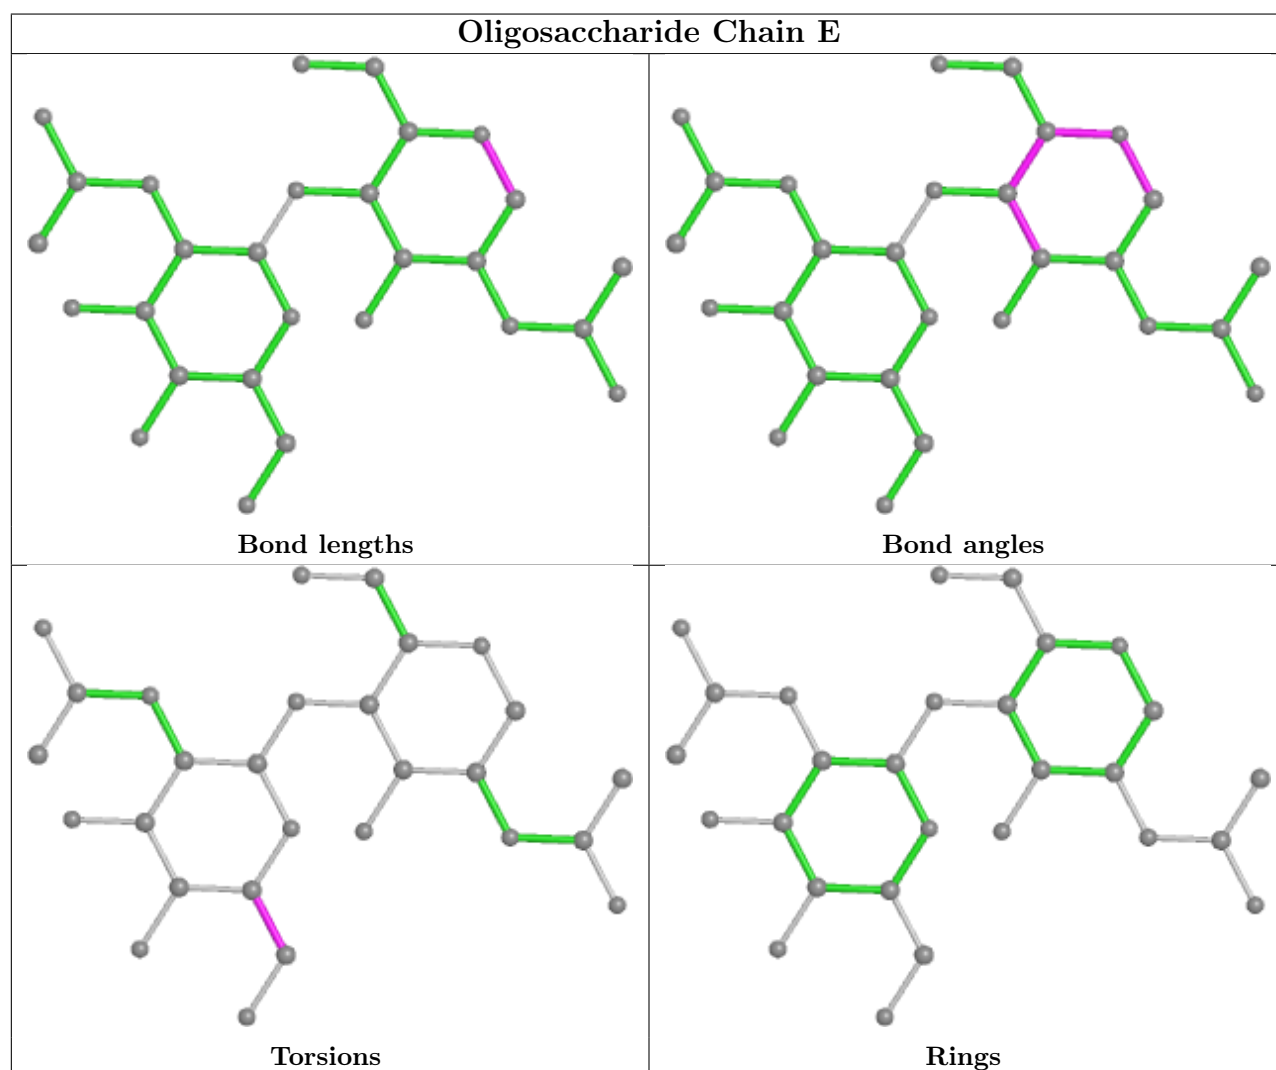 Oligosaccharide Chain E
Bond lengths
Bond angles
Torsions
Rings